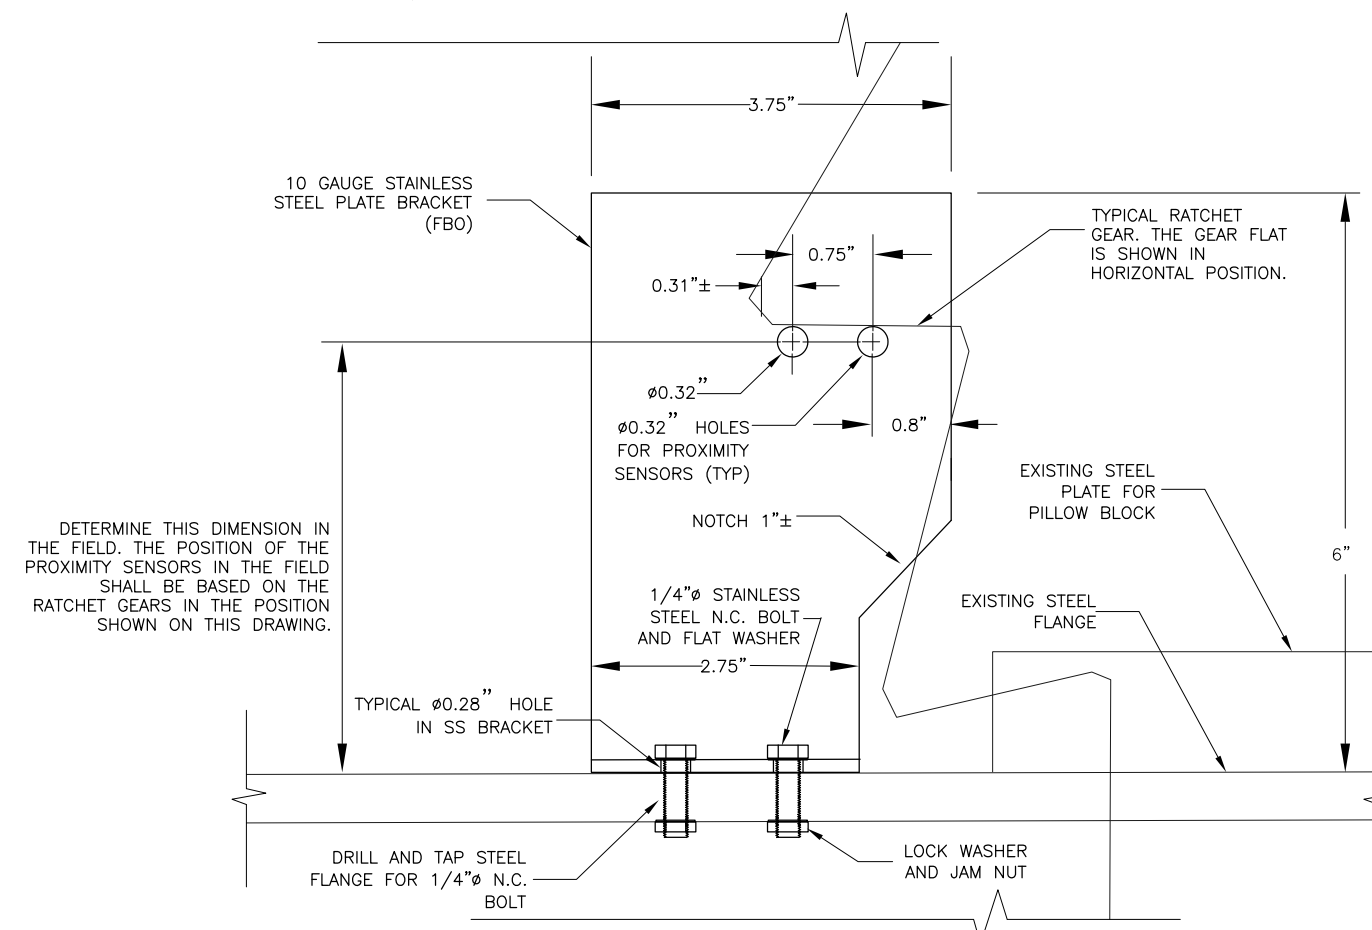 3.75”
10 GAUGE STAINLESS
STEEL PLATE BRACKET
(FBO)
TYPICAL RATCHET
GEAR. THE GEAR FLAT
IS SHOWN IN
HORIZONTAL POSITION.
0.75”
0.31”±
ø0.32”
ø0.32” HOLES
FOR PROXIMITY
SENSORS (TYP)
0.8”
EXISTING STEEL
PLATE FOR
PILLOW BLOCK
NOTCH 1”±
DETERMINE THIS DIMENSION IN
THE FIELD. THE POSITION OF THE
PROXIMITY SENSORS IN THE FIELD
SHALL BE BASED ON THE
RATCHET GEARS IN THE POSITION
SHOWN ON THIS DRAWING.
6”
1/4”ø STAINLESS
STEEL N.C. BOLT
AND FLAT WASHER
EXISTING STEEL
FLANGE
2.75”
TYPICAL ø0.28” HOLE
IN SS BRACKET
DRILL AND TAP STEEL
FLANGE FOR 1/4”ø N.C.
BOLT
LOCK WASHER
AND JAM NUT